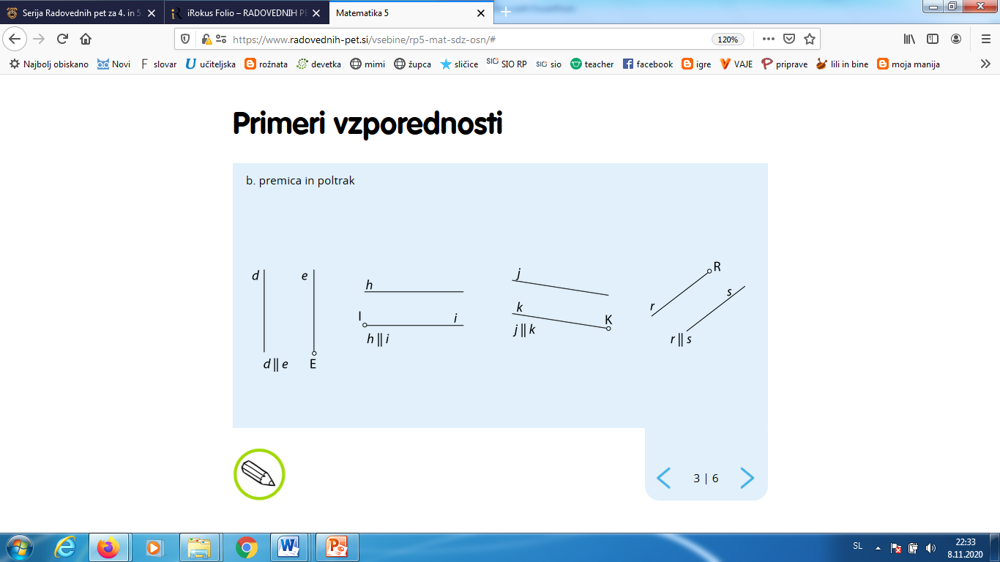 Serija Radovednih pet za 4. in 5
iRokus Folio – RADOVEDNIH PE
Matematika 5
https://www.radovednih-pet.si/vsebine/rp5-mat-sdz-osn/#
120%
Najbolj obiskano
Novi
slovar
učiteljska
rožnata
devetka
mimi
župca
sličice
SIO RP
sio
teacher
facebook
igre
VAJE
priprave
lili in bine
moja manija
Primeri vzporednosti
b. premica in poltrak
d
e
d || e
E
h
I
i
h || i
j
k
K
j || k
R
r
s
r || s
3 | 6
SL
22:33
8.11.2020